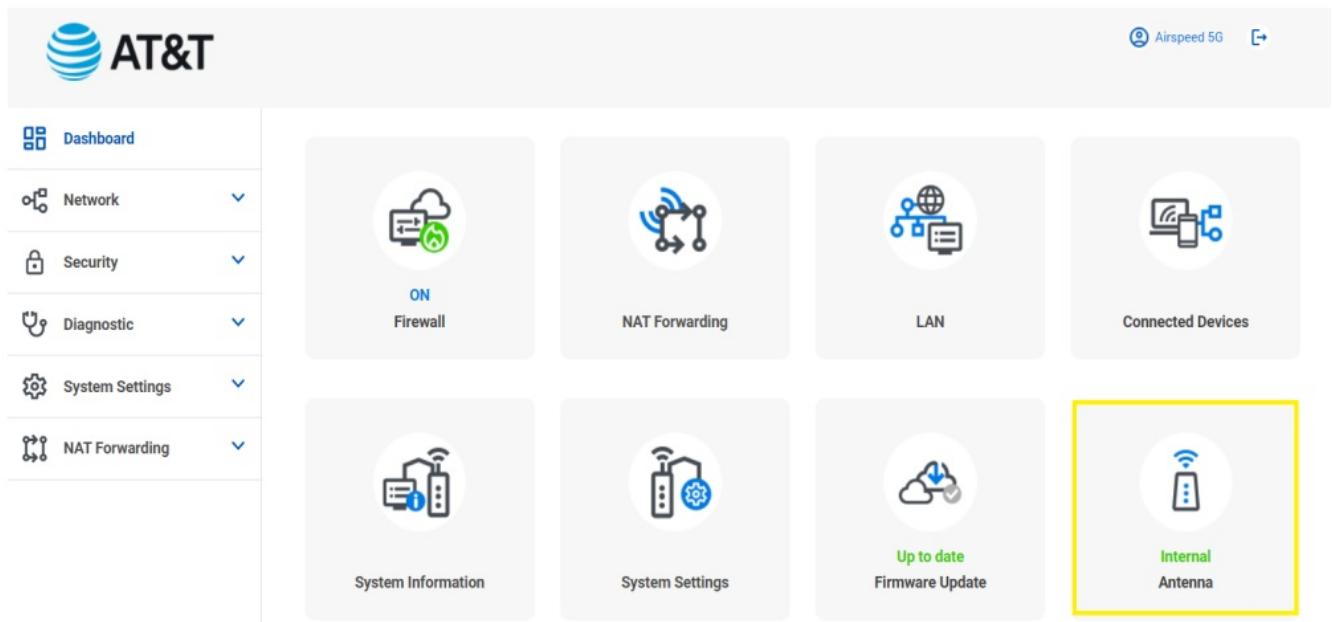 AT&T
Airspeed 5G
Dashboard
Network
Security
Diagnostic
System Settings
NAT Forwarding
ON
Firewall
NAT Forwarding
LAN
Connected Devices
System Information
System Settings
Up to date
Firmware Update
Internal
Antenna